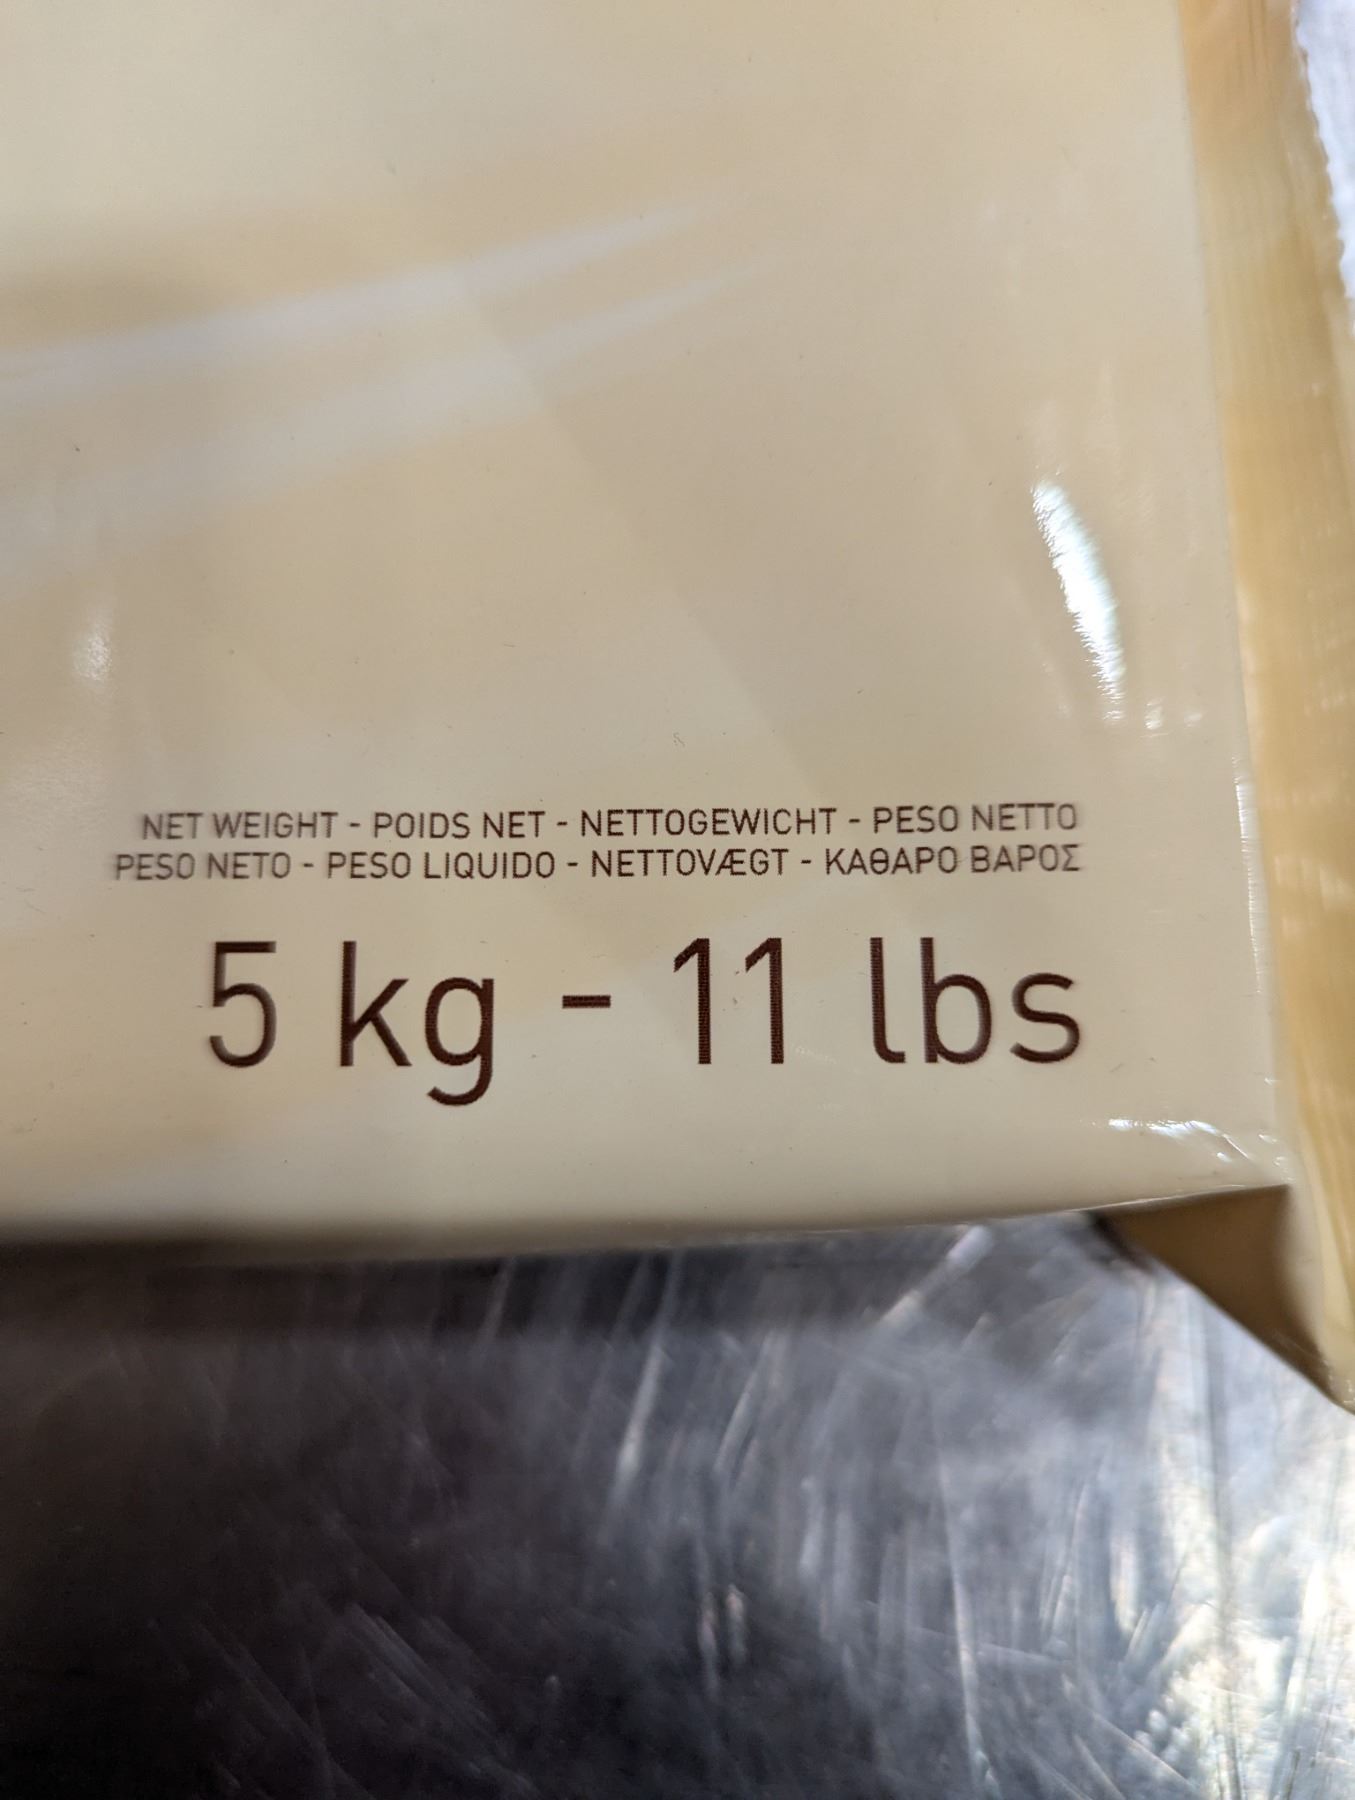 NET WEIGHT - POIDS NET - NETTOGEWICHT - PESO NETTO
PESO NETO - PESO LIQUIDO - NETTOVÆGT - ΚΑΘΑΡΟ ΒΑΡΟΣ
5 kg - 11 lbs